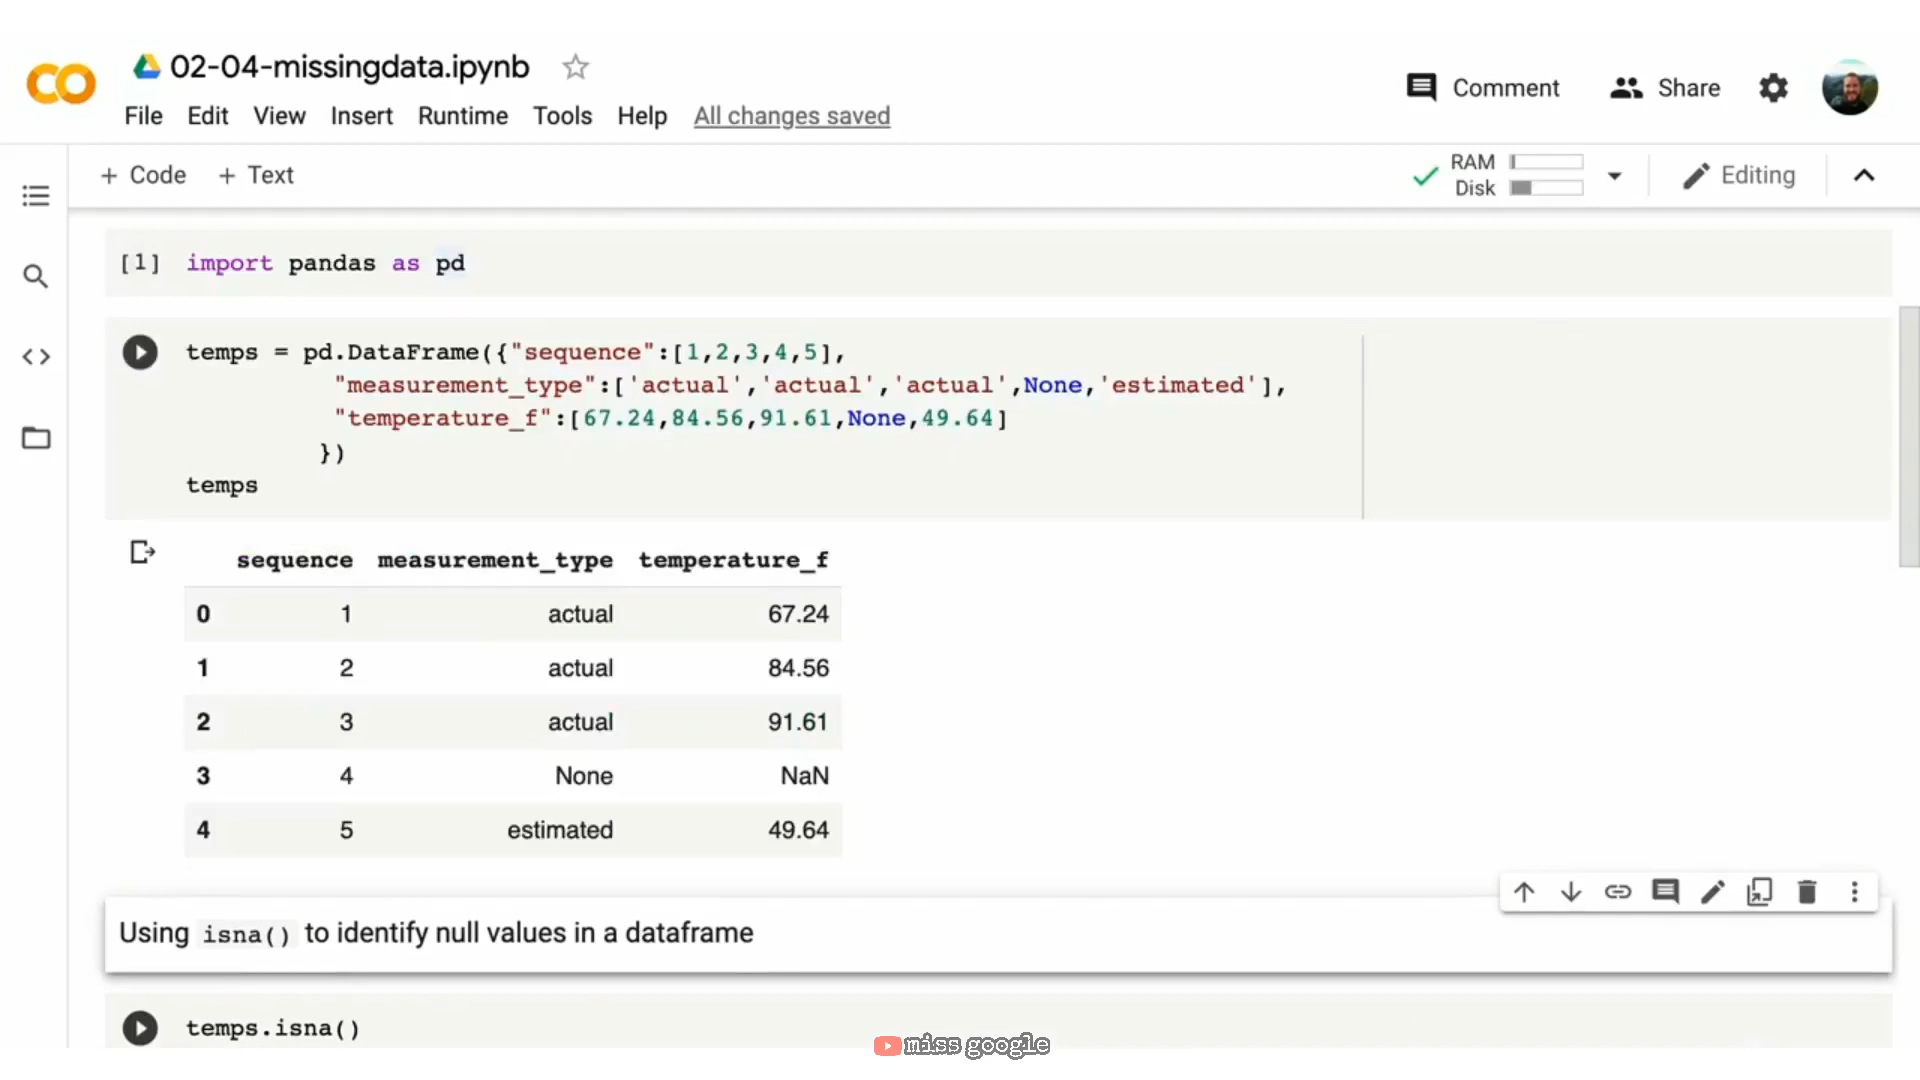 02-04-missingdata.ipynb
File Edit View Insert Runtime Tools Help All changes saved
Comment Share
+ Code + Text
RAM
Disk
Editing
[1] import pandas as pd
temps = pd.DataFrame({"sequence":[1,2,3,4,5],
"measurement_type":['actual','actual','actual',None,'estimated'],
"temperature_f":[67.24,84.56,91.61,None,49.64]
})
temps
sequence measurement_type temperature_f
0 1 actual 67.24
1 2 actual 84.56
2 3 actual 91.61
3 4 None NaN
4 5 estimated 49.64
Using isna() to identify null values in a dataframe
temps.isna()
miss google